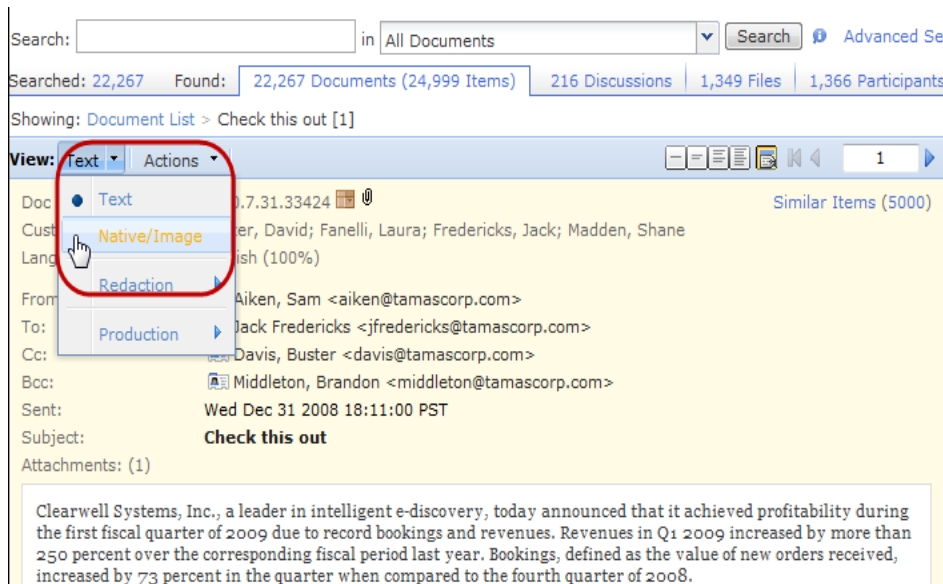 Search: in All Documents Search Advanced Se
Searched: 22,267 Found: 22,267 Documents (24,999 Items) 216 Discussions 1,349 Files 1,366 Participants
Showing: Document List > Check this out [1]
View: Text Actions 1
Doc 0.7.31.33424 Similar Items (5000)
Text
Cust er, David; Fanelli, Laura; Fredericks, Jack; Madden, Shane
Native/Image
Lang ish (100%)
Redaction
From Aiken, Sam <aiken@tamascorp.com>
To: Jack Fredericks <jfredericks@tamascorp.com>
Production
Cc: Davis, Buster <davis@tamascorp.com>
Bcc: Middleton, Brandon <middleton@tamascorp.com>
Sent: Wed Dec 31 2008 18:11:00 PST
Subject: Check this out
Attachments: (1)
Clearwell Systems, Inc., a leader in intelligent e-discovery, today announced that it achieved profitability during
the first fiscal quarter of 2009 due to record bookings and revenues. Revenues in Q1 2009 increased by more than
250 percent over the corresponding fiscal period last year. Bookings, defined as the value of new orders received,
increased by 73 percent in the quarter when compared to the fourth quarter of 2008.